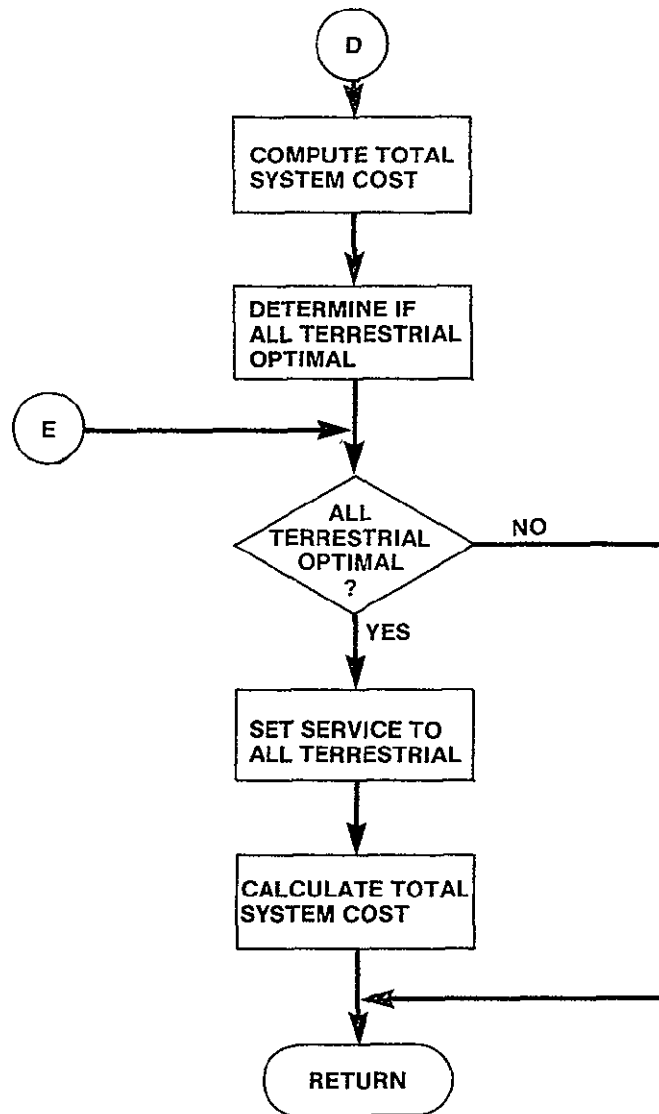 D
COMPUTE TOTAL
SYSTEM COST
DETERMINE IF
ALL TERRESTRIAL
OPTIMAL
E
ALL
TERRESTRIAL
OPTIMAL
?
NO
YES
SET SERVICE TO
ALL TERRESTRIAL
CALCULATE TOTAL
SYSTEM COST
RETURN